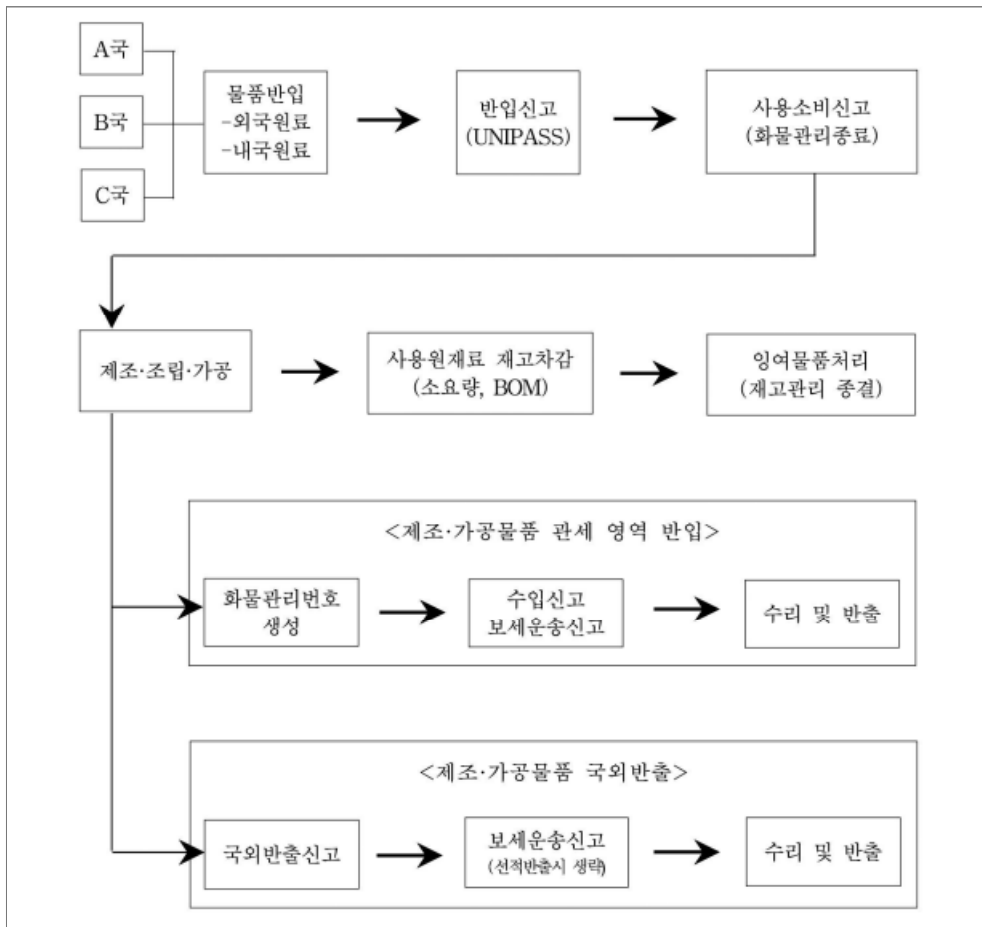 A국
B국
C국
물품반입
-외국원료
-내국원료
반입신고
(UNIPASS)
사용소비신고
(화물관리종료)
제조·조립·가공
사용원재료 재고차감
(소요량, BOM)
잉여물품처리
(재고관리 종결)
<제조·가공물품 관세 영역 반입>
화물관리번호
생성
수입신고
보세운송신고
수리 및 반출
<제조·가공물품 국외반출>
국외반출신고
보세운송신고
(선적반출시 생략)
수리 및 반출